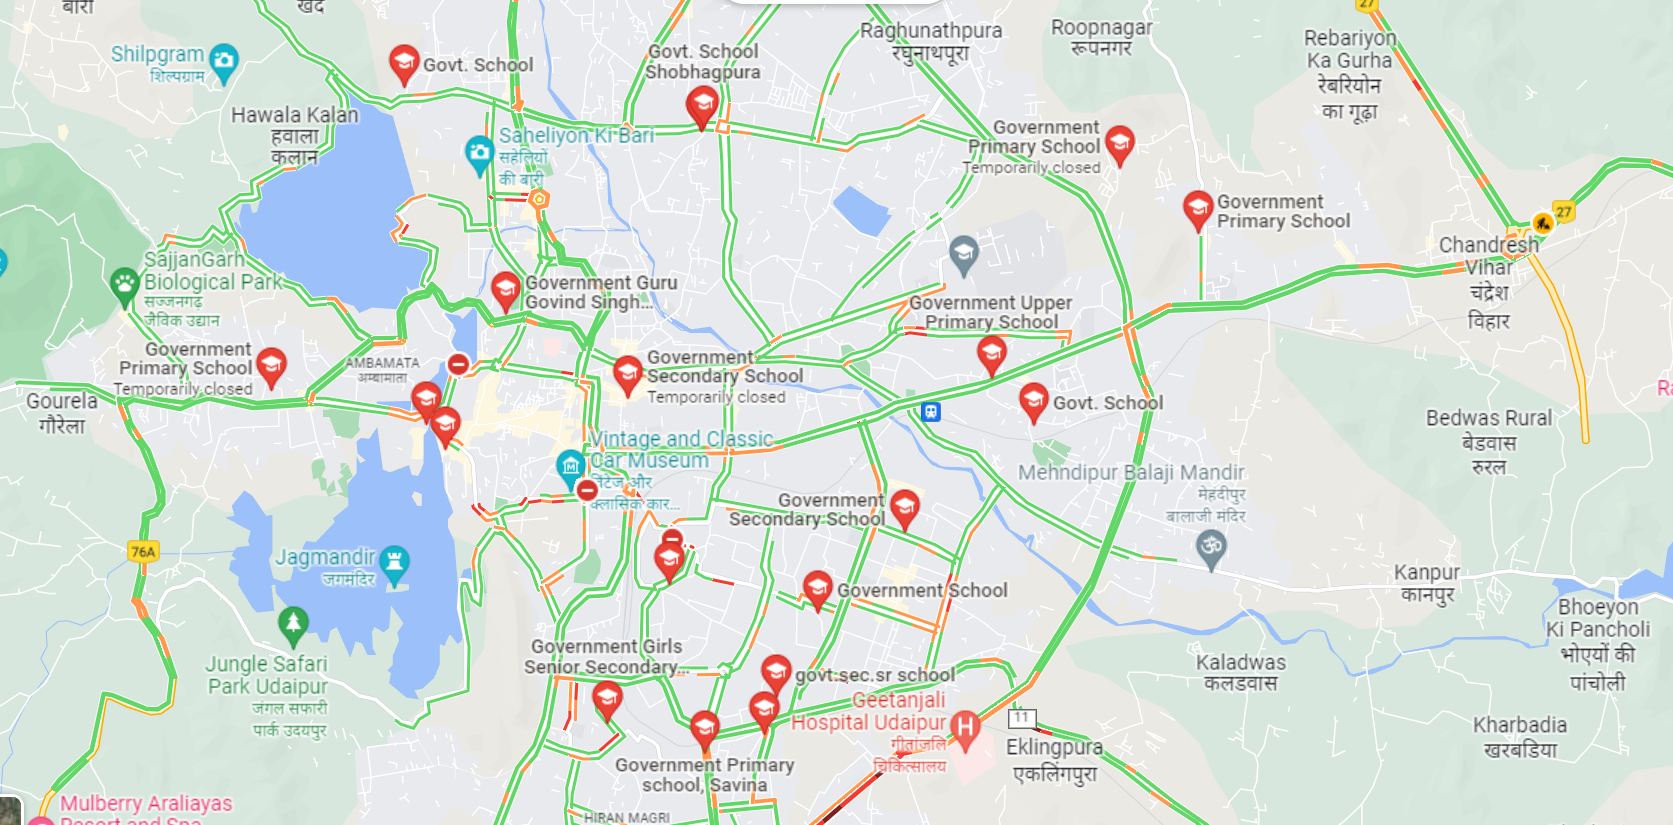 बारी
खेद
27
Shilpgram
शिल्पग्राम
Govt. School
Govt. School
Shobhagpura
Raghunathpura
रघुनाथपूरा
Roopnagar
रूपनगर
Rebariyon
Ka Gurha
रेबरियोन
का गूढ़ा
Hawala Kalan
हवाला
कलान
Saheliyon Ki Bari
सहेलियों
की बारी
Government
Primary School
Temporarily closed
Government
Primary School
27
Chandresh
Vihar
चंद्रेश
विहार
SajjanGarh
Biological Park
सज्जनगढ़
जैविक उद्यान
Government Guru
Govind Singh...
Government Upper
Primary School
Government
Primary School
Temporarily closed
AMBAMATA
अम्बामाता
Government
Secondary School
Temporarily closed
Gourela
गौरेला
Govt. School
Ra
Bedwas Rural
बेडवास
रुरल
Vintage and Classic
Car Museum
विंटेज और
क्लासिक कार...
Mehndipur Balaji Mandir
मेहंदीपुर
बालाजी मंदिर
Government
Secondary School
76A
Jagmandir
जगमंदिर
Government School
Kanpur
कानपुर
Bhoeyon
Ki Pancholi
भोएयों की
पांचोली
Jungle Safari
Park Udaipur
जंगल सफारी
पार्क उदयपुर
Government Girls
Senior Secondary...
govt.sec.sr school
Kaladwas
कलडवास
Geetanjali
Hospital Udaipur
गीतांजलि
चिकित्सालय
11
Eklingpura
एकलिंगपुरा
Kharbadia
खरबडिया
Government Primary
school, Savina
Mulberry Araliayas
Resort and Spa
HIRAN MAGRI